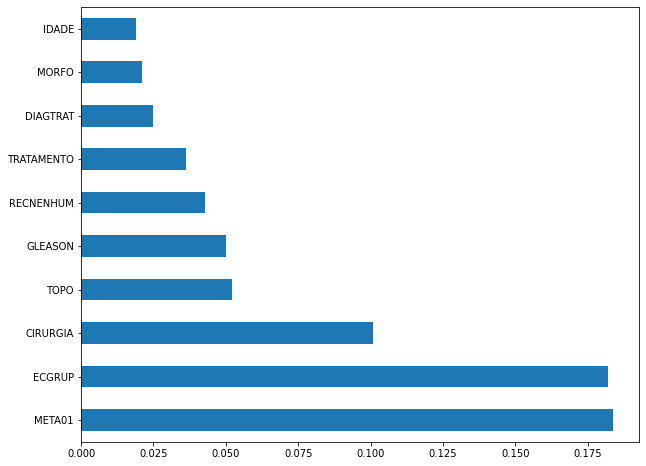 IDADE
MORFO
DIAGTRAT
TRATAMENTO
RECNENHUM
GLEASON
TOPO
CIRURGIA
ECGRUP
META01
0.000 0.025 0.050 0.075 0.100 0.125 0.150 0.175